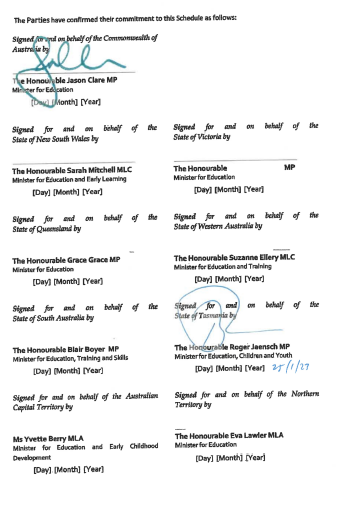 The Parties have confirmed their commitment to this Schedule as follows:
Signed for and on behalf of the Commonwealth of
Australia by
The Honourable Jason Clare MP
Minister for Education
[Day] [Month] [Year]
Signed for and on behalf of the
State of New South Wales by
Signed for and on behalf of the
State of Victoria by
The Honourable Sarah Mitchell MLC
Minister for Education and Early Learning
[Day] [Month] [Year]
The Honourable MP
Minister for Education
[Day] [Month] [Year]
Signed for and on behalf of the
State of Queensland by
Signed for and on behalf of the
State of Western Australia by
The Honourable Grace Grace MP
Minister for Education
[Day] [Month] [Year]
The Honourable Suzanne Ellery MLC
Minister for Education and Training
[Day] [Month] [Year]
Signed for and on behalf of the
State of South Australia by
Signed for and on behalf of the
State of Tasmania by
The Honourable Blair Boyer MP
Minister for Education, Training and Skills
[Day] [Month] [Year]
The Honourable Roger Jaensch MP
Minister for Education, Children and Youth
[Day] [Month] [Year]
Signed for and on behalf of the Australian
Capital Territory by
Signed for and on behalf of the Northern
Territory by
Ms Yvette Berry MLA
Minister for Education and Early Childhood
Development
[Day] [Month] [Year]
The Honourable Eva Lawler MLA
Minister for Education
[Day] [Month] [Year]